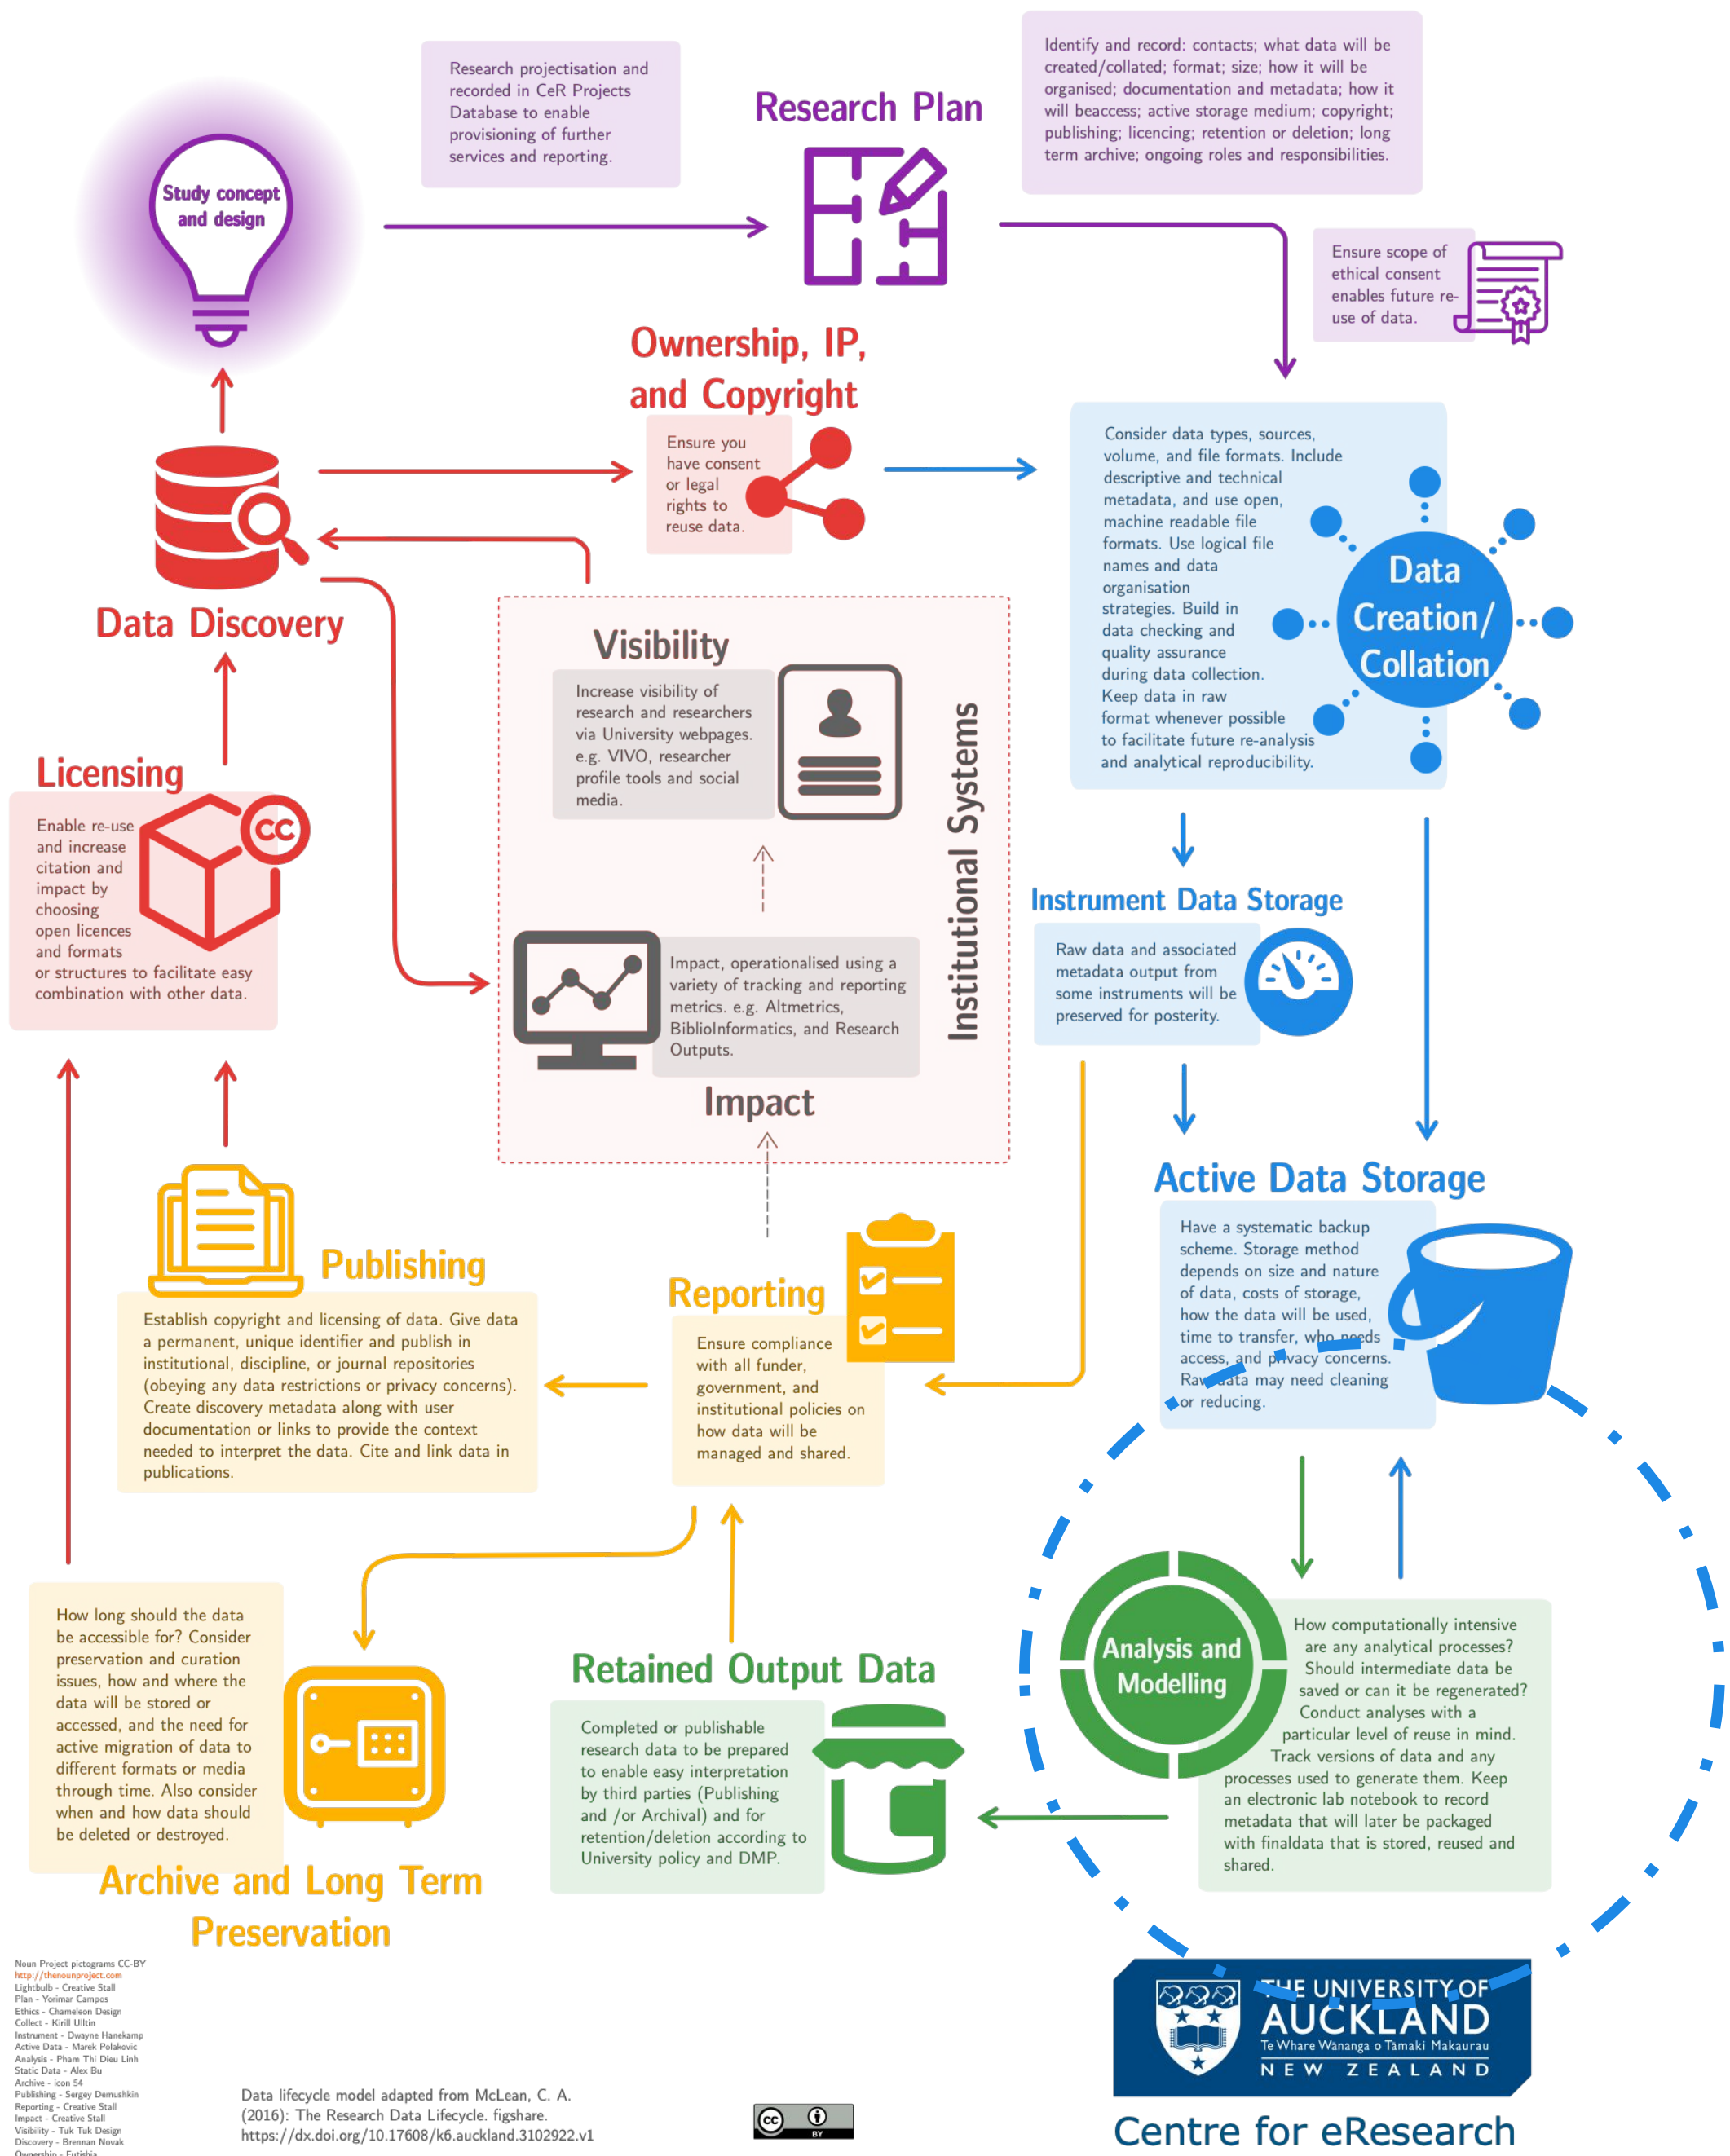 Research projectisation and
recorded in CeR Projects
Database to enable
provisioning of further
services and reporting.
Research Plan
Identify and record: contacts; what data will be
created/collated; format; size; how it will be
organised; documentation and metadata; how it
will beaccess; active storage medium; copyright;
publishing; licencing; retention or deletion; long
term archive; ongoing roles and responsibilities.
Study concept
and design
Ensure scope of
ethical consent
enables future re-
use of data.
Ownership, IP,
and Copyright
Ensure you
have consent
or legal
rights to
reuse data.
Data Discovery
Consider data types, sources,
volume, and file formats. Include
descriptive and technical
metadata, and use open,
machine readable file
formats. Use logical file
names and data
organisation
strategies. Build in
data checking and
quality assurance
during data collection.
Keep data in raw
format whenever possible
to facilitate future re-analysis
and analytical reproducibility.
Data
Creation/
Collation
Visibility
Increase visibility of
research and researchers
via University webpages.
e.g. VIVO, researcher
profile tools and social
media.
Institutional Systems
Licensing
Enable re-use
and increase
citation and
impact by
choosing
open licences
and formats
or structures to facilitate easy
combination with other data.
CC
Instrument Data Storage
Raw data and associated
metadata output from
some instruments will be
preserved for posterity.
Impact, operationalised using a
variety of tracking and reporting
metrics. e.g. Altmetrics,
BiblioInformatics, and Research
Outputs.
Impact
Active Data Storage
Have a systematic backup
scheme. Storage method
depends on size and nature
of data, costs of storage,
how the data will be used,
time to transfer, who needs
access, and privacy concerns.
Raw data may need cleaning
or reducing.
Publishing
Establish copyright and licensing of data. Give data
a permanent, unique identifier and publish in
institutional, discipline, or journal repositories
(obeying any data restrictions or privacy concerns).
Create discovery metadata along with user
documentation or links to provide the context
needed to interpret the data. Cite and link data in
publications.
Reporting
Ensure compliance
with all funder,
government, and
institutional policies on
how data will be
managed and shared.
Analysis and
Modelling
How computationally intensive
are any analytical processes?
Should intermediate data be
saved or can it be regenerated?
Conduct analyses with a
particular level of reuse in mind.
Track versions of data and any
processes used to generate them. Keep
an electronic lab notebook to record
metadata that will later be packaged
with finaldata that is stored, reused and
shared.
Retained Output Data
Completed or publishable
research data to be prepared
to enable easy interpretation
by third parties (Publishing
and /or Archival) and for
retention/deletion according to
University policy and DMP.
How long should the data
be accessible for? Consider
preservation and curation
issues, how and where the
data will be stored or
accessed, and the need for
active migration of data to
different formats or media
through time. Also consider
when and how data should
be deleted or destroyed.
Archive and Long Term
Preservation
Noun Project pictograms CC-BY
http://thenounproject.com
Lightbulb - Creative Stall
Plan - Yorimar Campos
Ethics - Chameleon Design
Collect - Kirill Ulltin
Instrument - Dwayne Hanekamp
Active Data - Marek Polakovic
Analysis - Pham Thi Dieu Linh
Static Data - Alex Bu
Archive - icon 54
Publishing - Sergey Demushkin
Reporting - Creative Stall
Impact - Creative Stall
Visibility - Tuk Tuk Design
Discovery - Brennan Novak
Ownership - Eutishia
Data lifecycle model adapted from McLean, C. A.
(2016): The Research Data Lifecycle. figshare.
https://dx.doi.org/10.17608/k6.auckland.3102922.v1
cc
BY
THE UNIVERSITY OF
AUCKLAND
Te Whare Wānanga o Tāmaki Makaurau
NEW ZEALAND
Centre for eResearch